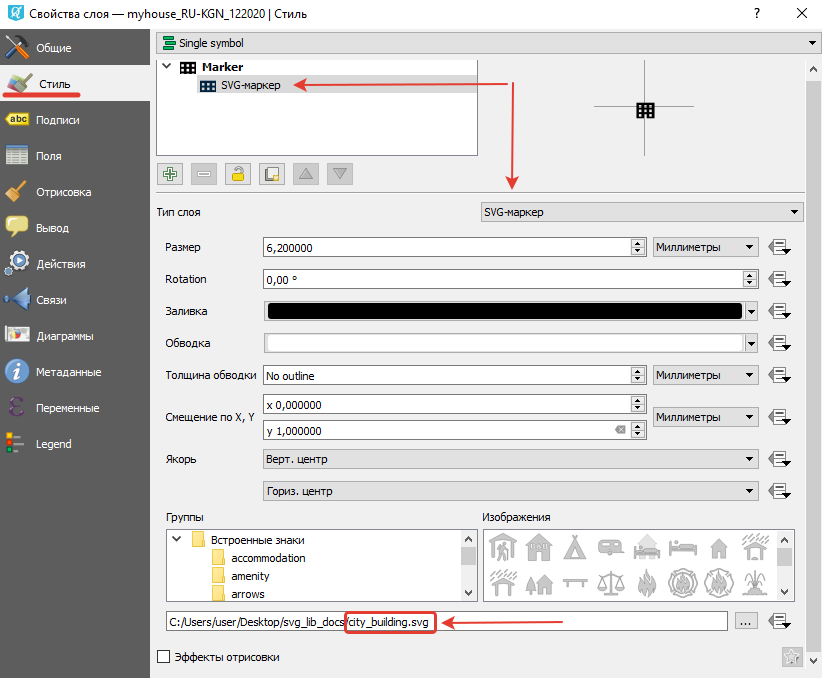 Свойства слоя — myhouse_RU-KGN_122020 | Стиль
?
Общие
Стиль
abc Подписи
Поля
Отрисовка
Вывод
Действия
Связи
Диаграммы
Метаданные
Переменные
Legend
Single symbol
Marker
SVG-маркер
Тип слоя
SVG-маркер
Размер
6,200000
Миллиметры
Rotation
0,00 °
Заливка
Обводка
Толщина обводки
No outline
Миллиметры
Смещение по X, Y
x 0,000000
y 1,000000
Миллиметры
Якорь
Верт. центр
Гориз. центр
Группы
Встроенные знаки
accommodation
amenity
arrows
Изображения
C:/Users/user/Desktop/svg_lib_docs/city_building.svg
...
Эффекты отрисовки